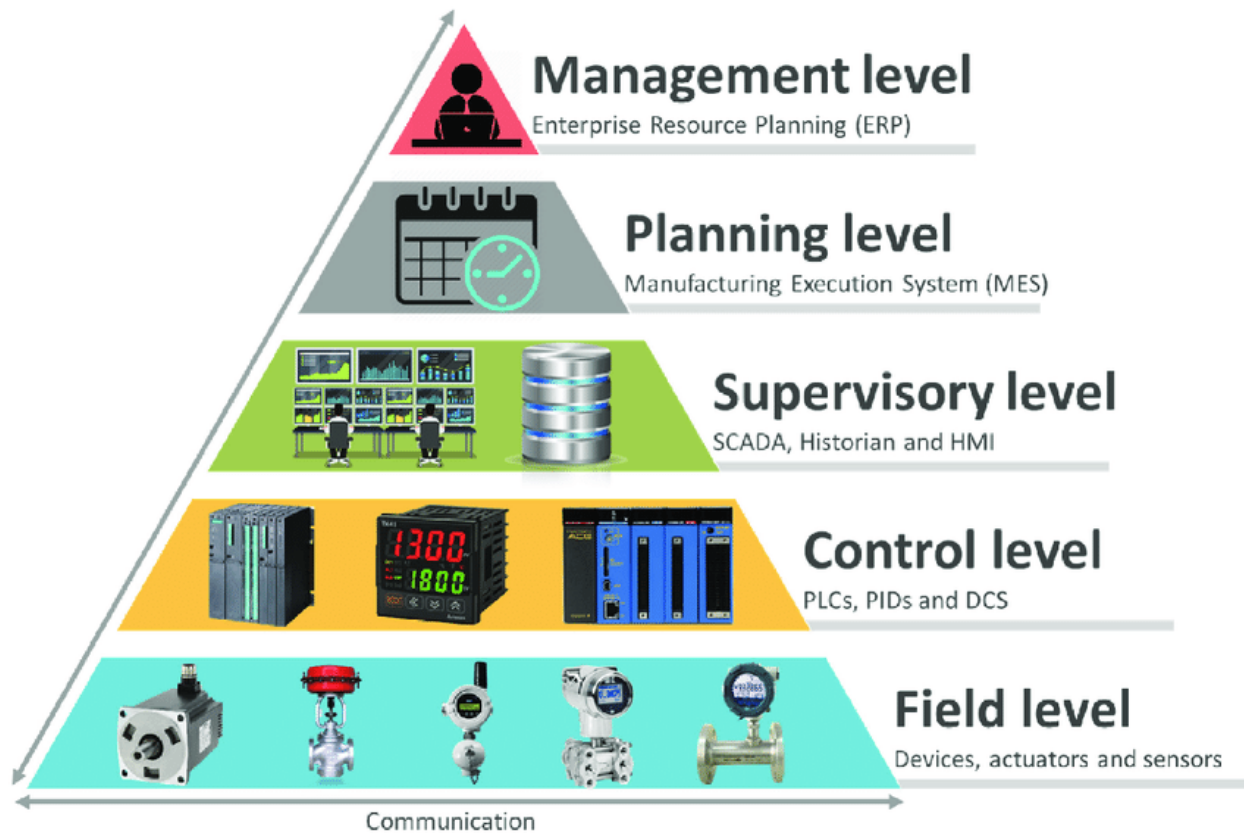 Management level
Enterprise Resource Planning (ERP)
Planning level
Manufacturing Execution System (MES)
Supervisory level
SCADA, Historian and HMI
1300
1800
Control level
PLCs, PIDs and DCS
Field level
Devices, actuators and sensors
Communication